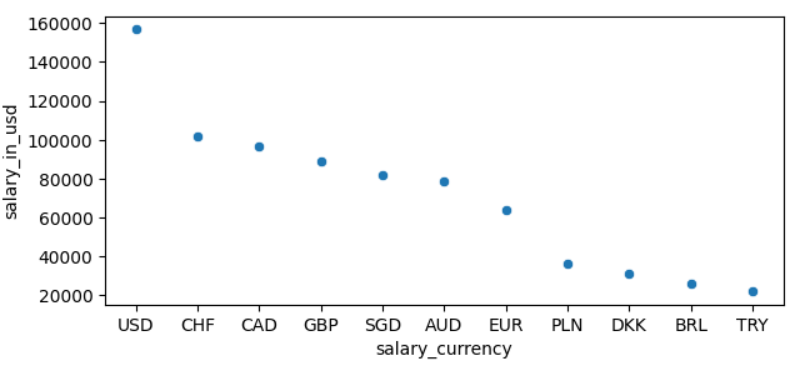 160000
140000
120000
100000
80000
60000
40000
20000
salary_in_usd
USD CHF CAD GBP SGD AUD EUR PLN DKK BRL TRY
salary_currency